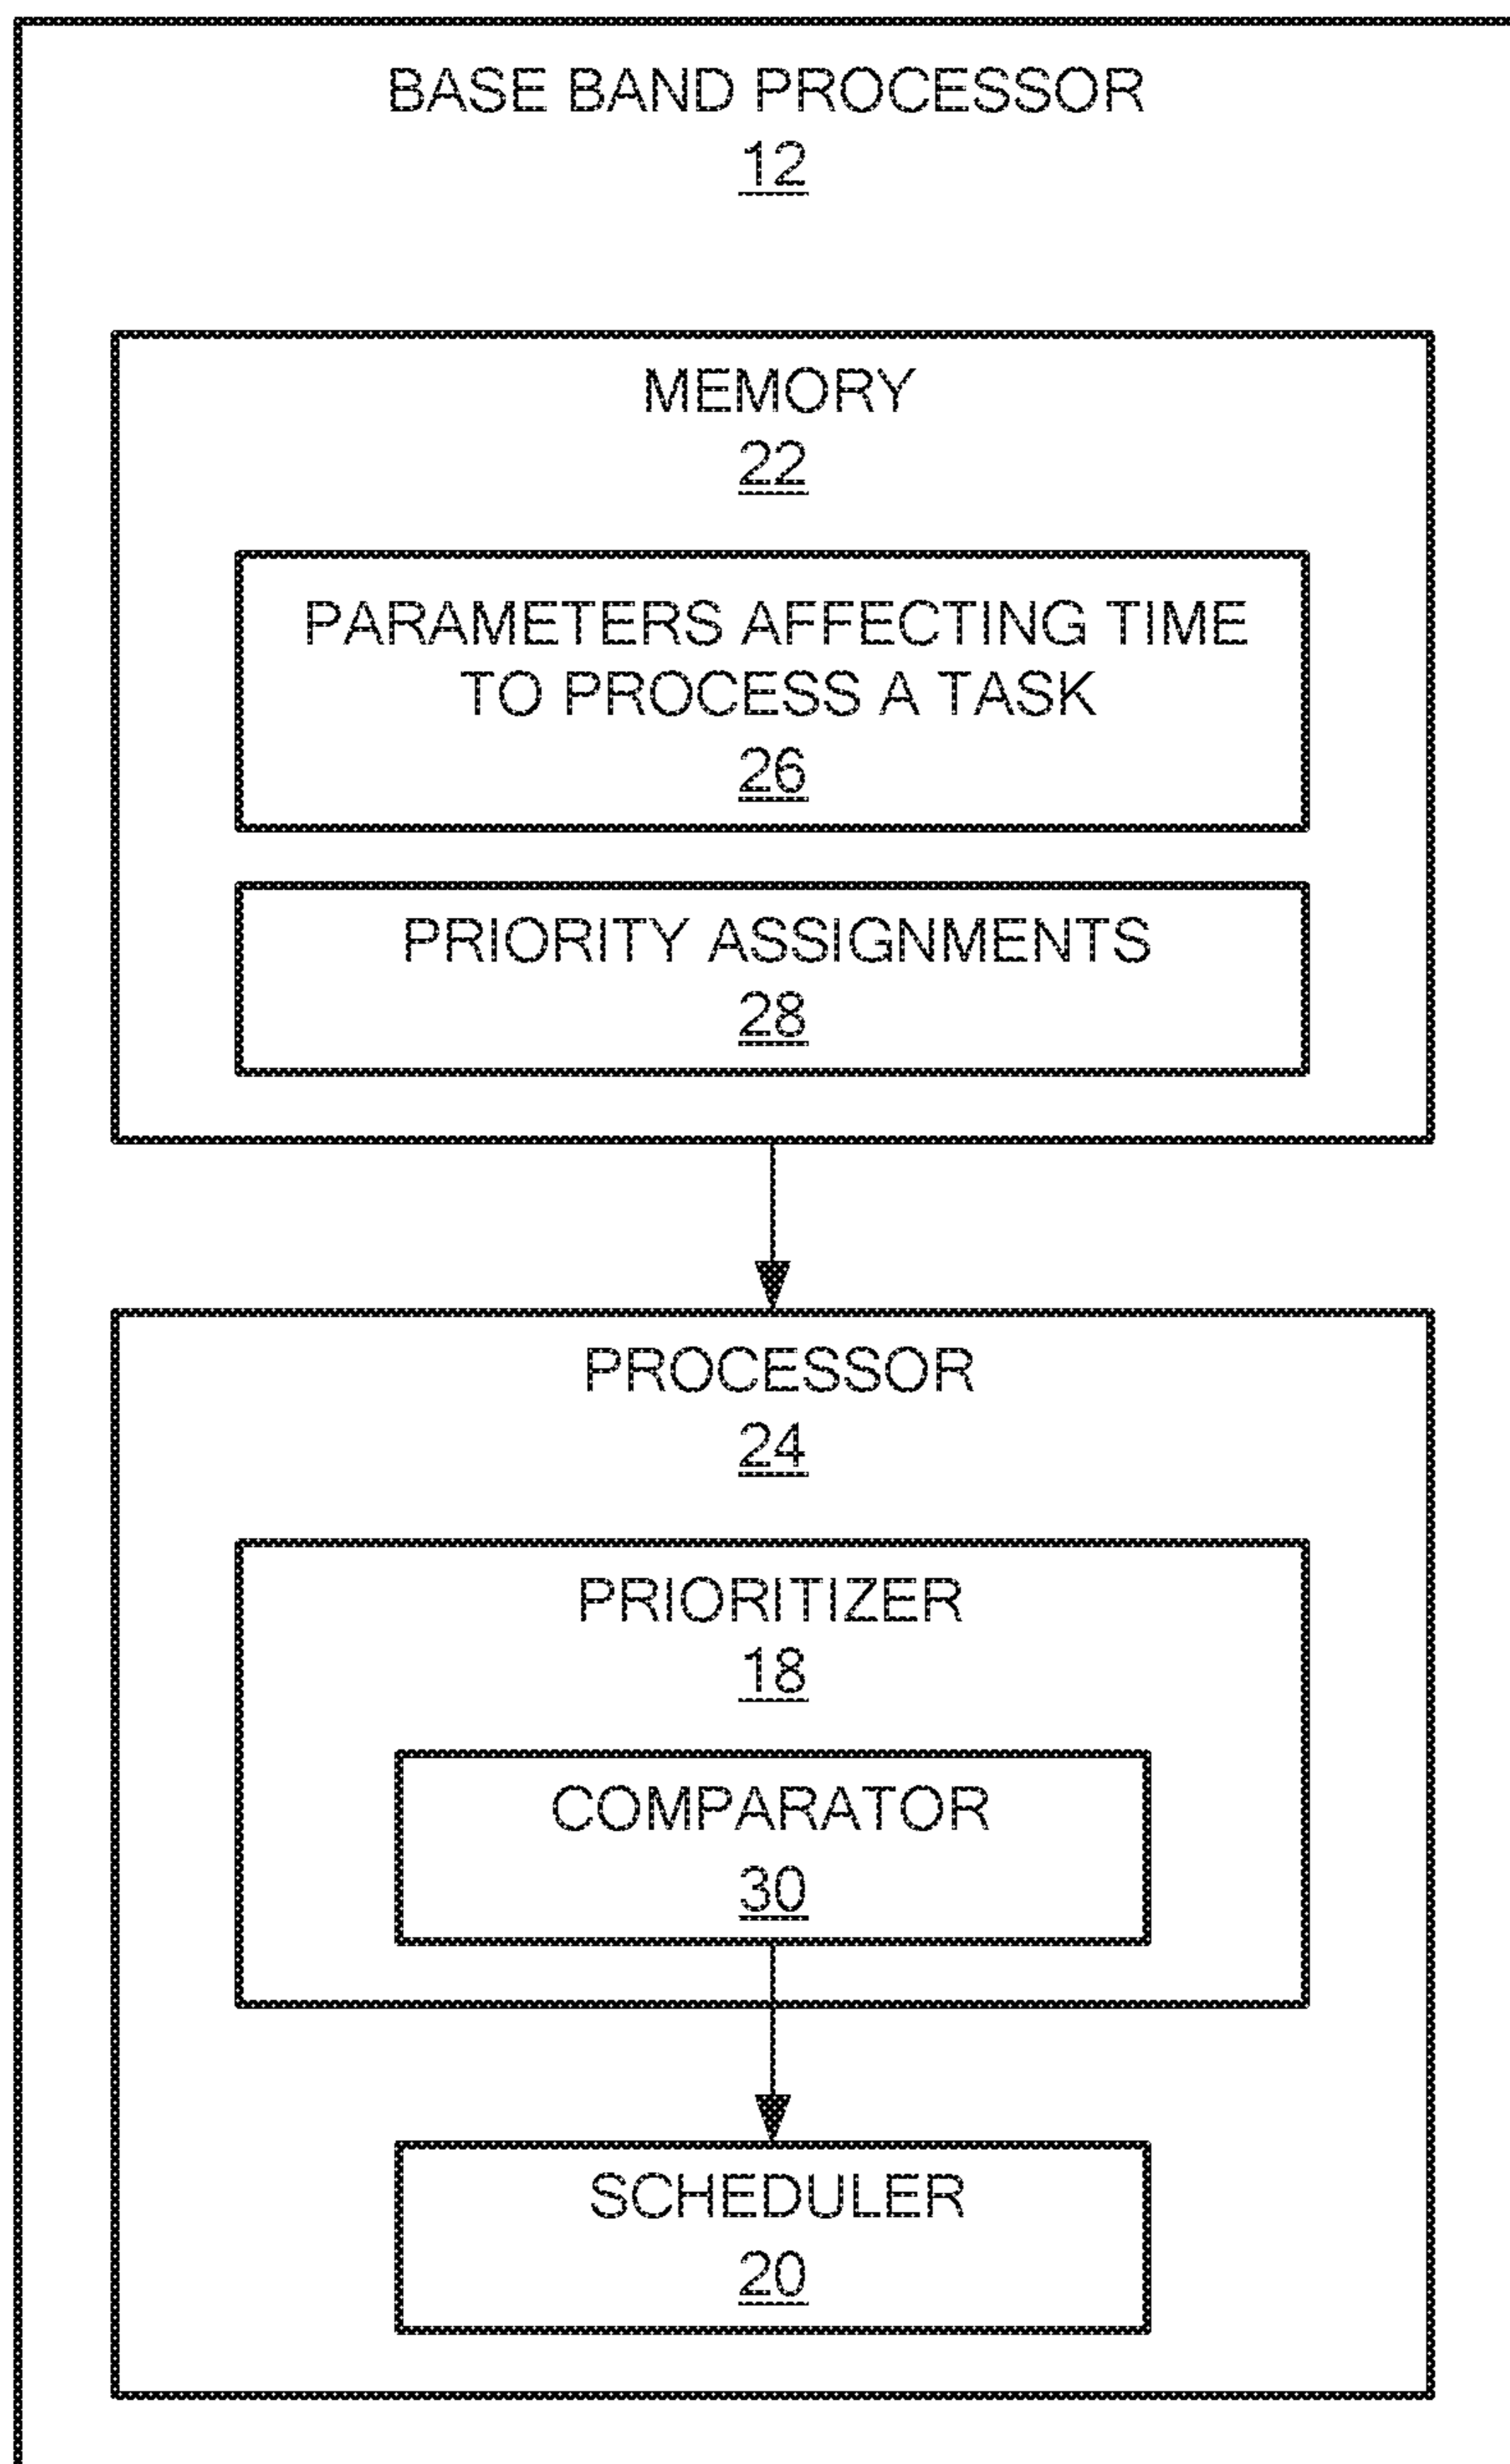 BASE BAND PROCESSOR
12
MEMORY
22
PARAMETERS AFFECTING TIME
TO PROCESS A TASK
26
PRIORITY ASSIGNMENTS
28
PROCESSOR
24
PRIORITIZER
18
COMPARATOR
30
SCHEDULER
20